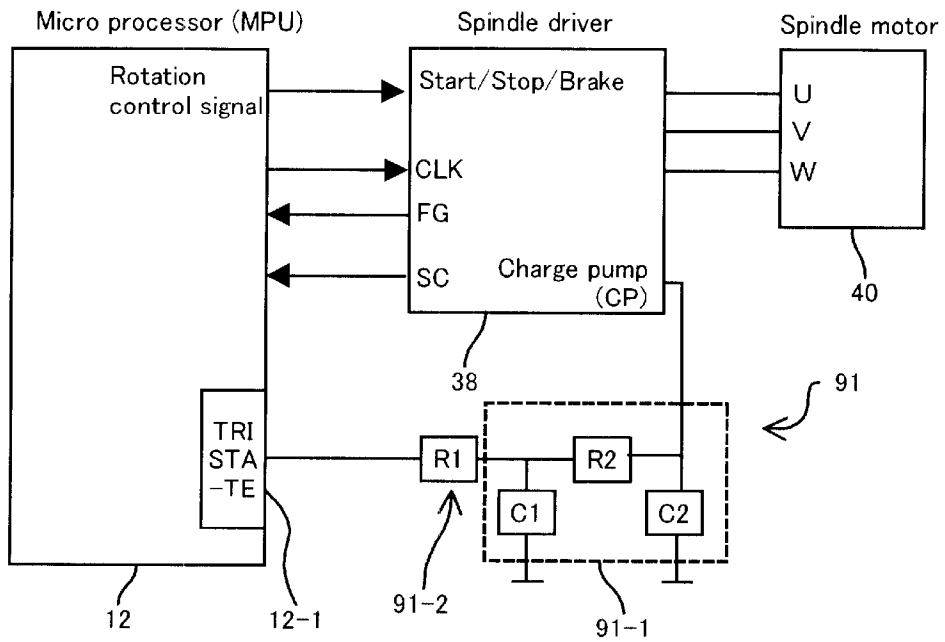 Micro processor (MPU)
Spindle driver
Spindle motor
Rotation
control signal
Start/Stop/Brake
U
V
W
CLK
FG
SC
Charge pump
(CP)
40
38
91
TRI
STA
-TE
R1
R2
C1
C2
12
12-1
91-2
91-1